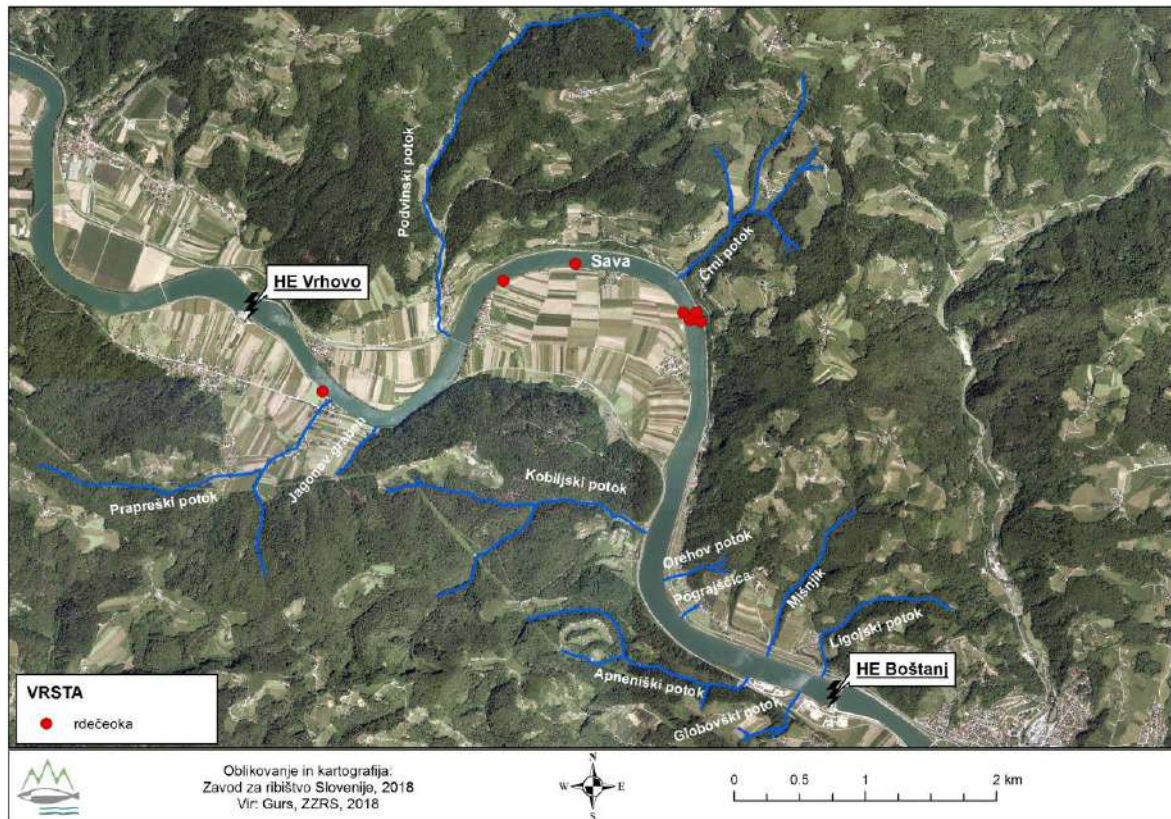 Podvinski potok
Črni potok
Sava
HE Vrhovo
Jagonev graben
Prapreški potok
Kobiljski potok
Orehov potok
Pograjščica
Mišnjik
Ligojski potok
HE Boštanj
Apneniški potok
Globovški potok
VRSTA
rdečeoka
Oblikovanje in kartografija:
Zavod za ribištvo Slovenije, 2018
Vir: Gurs, ZZRS, 2018
N
W E
S
0 0.5 1 2 km